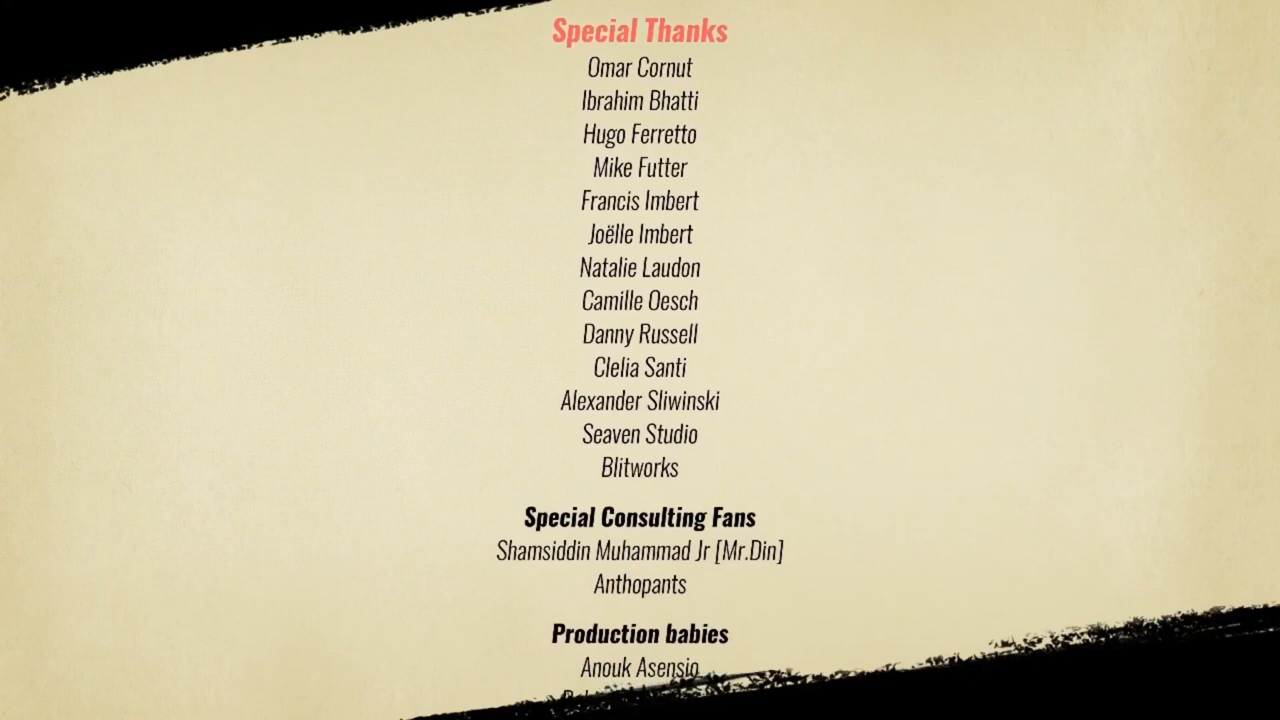 Special Thanks
Omar Cornut
Ibrahim Bhatti
Hugo Ferretto
Mike Futter
Francis Imbert
Joëlle Imbert
Natalie Laudon
Camille Oesch
Danny Russell
Clelia Santi
Alexander Sliwinski
Seaven Studio
Blitworks
Special Consulting Fans
Shamsiddin Muhammad Jr [Mr.Din]
Anthopants
Production babies
Anouk Asensio